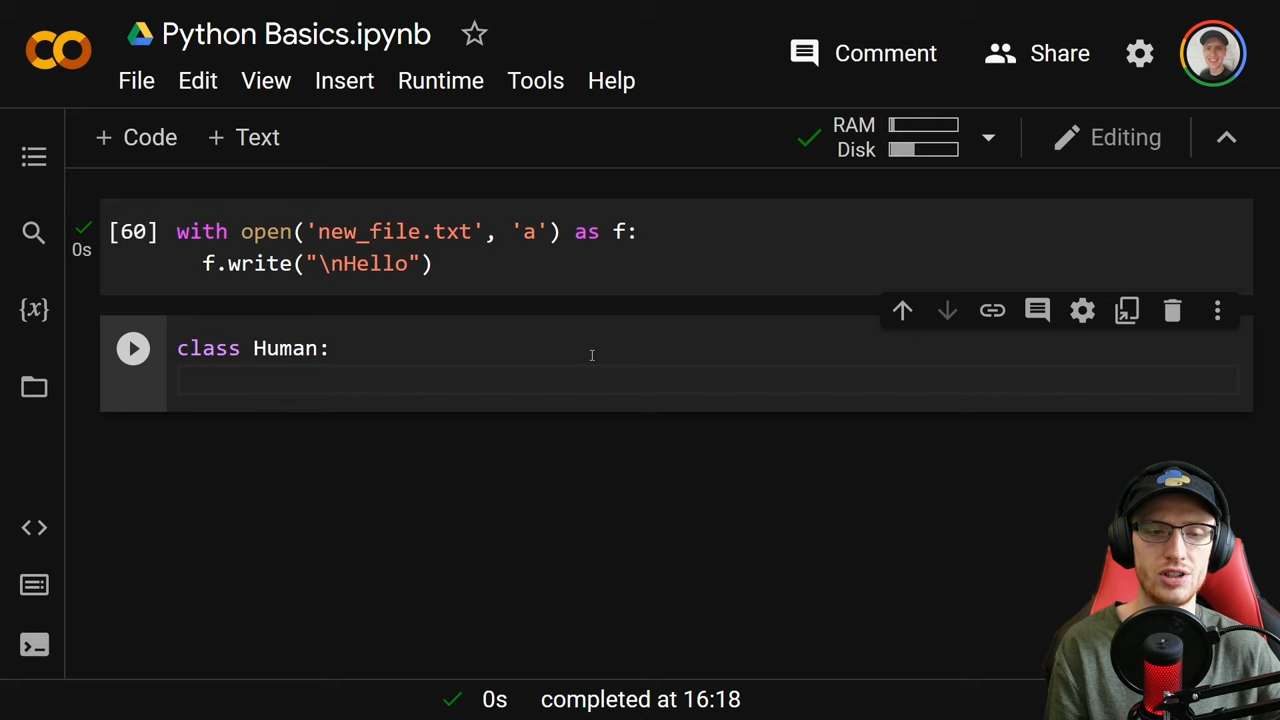 Python Basics.ipynb
Comment
Share
File Edit View Insert Runtime Tools Help
+ Code + Text
RAM
Disk
Editing
[60] with open('new_file.txt', 'a') as f:
f.write("\nHello")
0s
{x}
class Human:
0s completed at 16:18